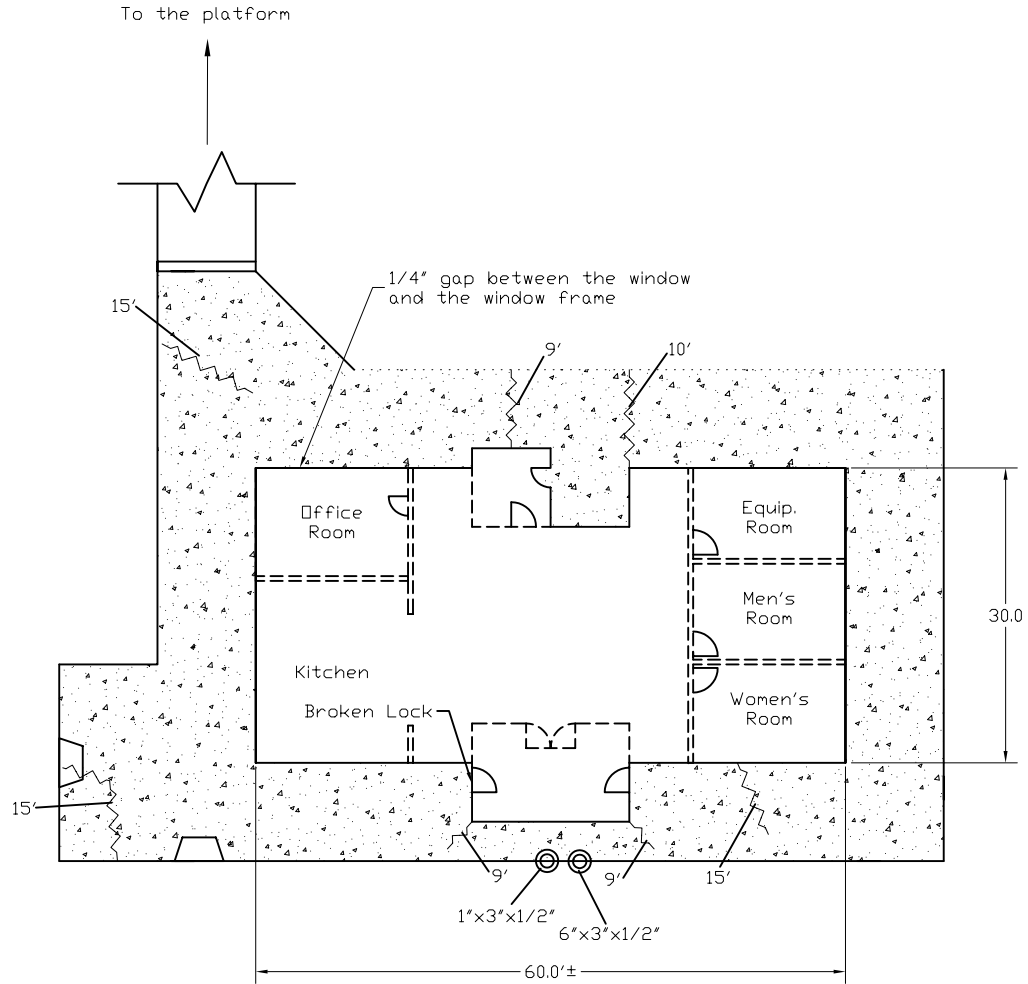 To the platform
1/4" gap between the window
and the window frame
15'
9'
10'
Office
Room
Equip.
Room
30.0
Men's
Room
Kitchen
Women's
Room
Broken Lock
15'
9'
9'
15'
1"x3"x1/2"
6"x3"x1/2"
60.0'±